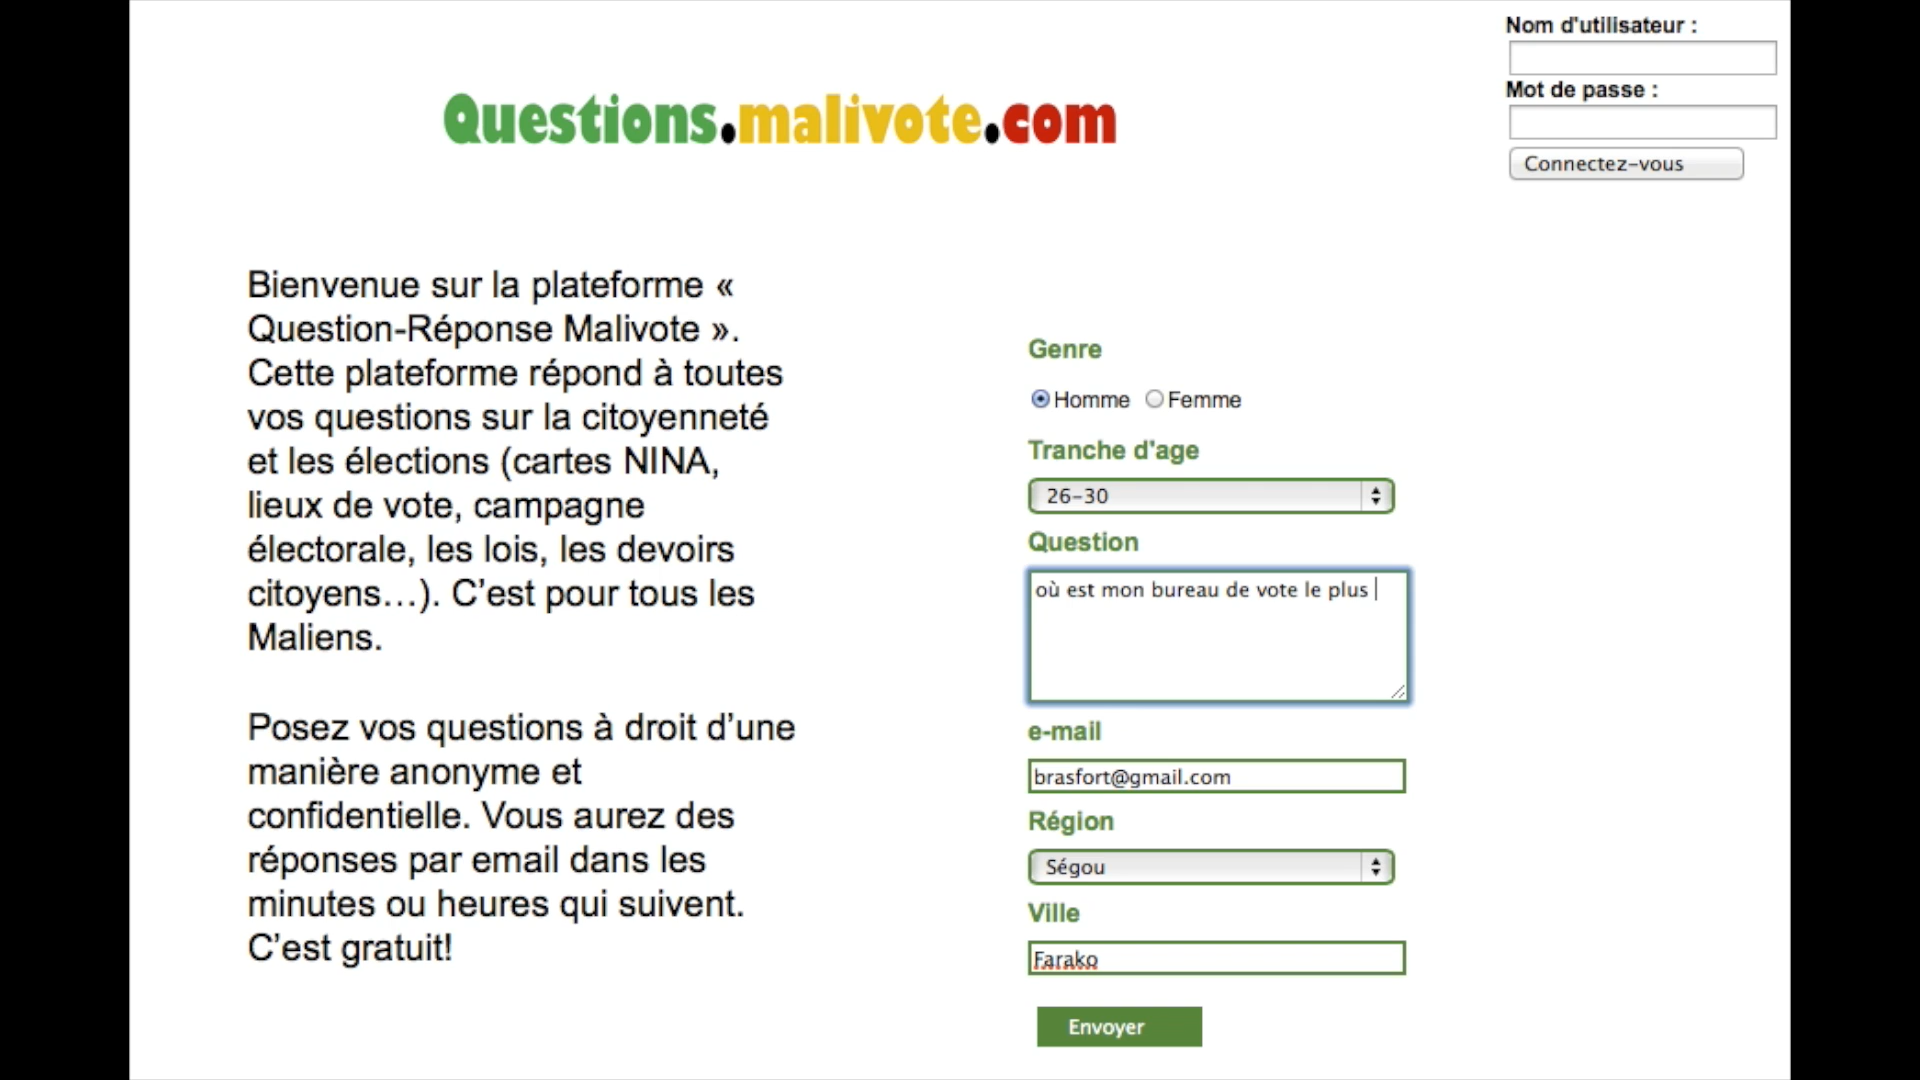 Nom d'utilisateur :
Mot de passe :
Connectez-vous
Questions.malivote.com
Bienvenue sur la plateforme «
Question-Réponse Malivote ».
Cette plateforme répond à toutes
vos questions sur la citoyenneté
et les élections (cartes NINA,
lieux de vote, campagne
électorale, les lois, les devoirs
citoyens…). C’est pour tous les
Maliens.
Posez vos questions à droit d’une
manière anonyme et
confidentielle. Vous aurez des
réponses par email dans les
minutes ou heures qui suivent.
C’est gratuit!
Genre
Homme Femme
Tranche d'age
26-30
Question
où est mon bureau de vote le plus
e-mail
brasfort@gmail.com
Région
Ségou
Ville
Farako
Envoyer